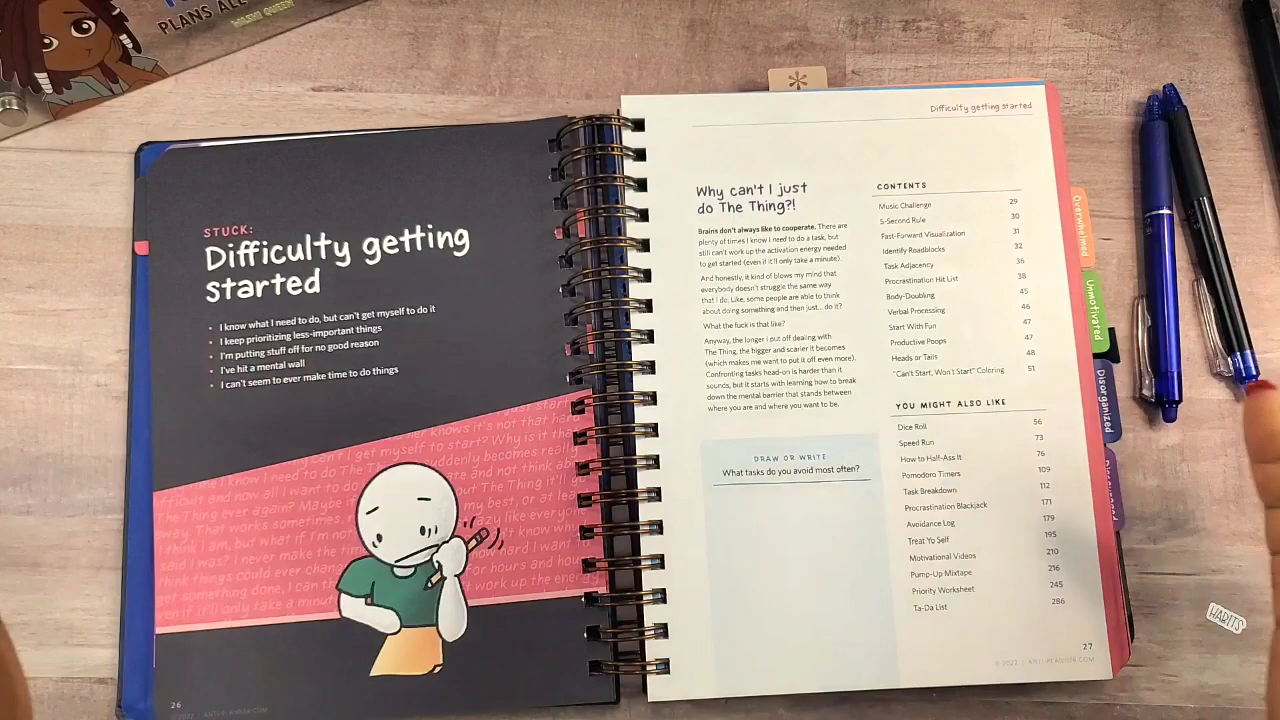 PLANS ALL
WASHI QUEEN
STUCK:
Difficulty getting
started
• I know what I need to do, but can't get myself to do it
• I keep prioritizing less-important things
• I'm putting stuff off for no good reason
• I've hit a mental wall
• I can't seem to ever make time to do things
26
Difficulty getting started
Why can't I just
do The Thing?!
Brains don't always like to cooperate. There are
plenty of times I know I need to do a task, but
still can't work up the activation energy needed
to get started (even if it'll only take a minute).
And honestly, it kind of blows my mind that
everybody doesn't struggle the same way
that I do. Like, some people are able to think
about doing something and then just... do it?
What the fuck is that like?
Anyway, the longer I put off dealing with
The Thing, the bigger and scarier it becomes
(which makes me want to put it off even more).
Confronting tasks head-on is harder than it
sounds, but it starts with learning how to break
down the mental barrier that stands between
where you are and where you want to be.
DRAW OR WRITE
What tasks do you avoid most often?
CONTENTS
Music Challenge 29
5-Second Rule 30
Fast-Forward Visualization 31
Identify Roadblocks 32
Task Adjacency 36
Procrastination Hit List 38
Body-Doubling 45
Verbal Processing 46
Start With Fun 47
Productive Poops 47
Heads or Tails 48
"Can't Start, Won't Start" Coloring 51
YOU MIGHT ALSO LIKE
Dice Roll 56
Speed Run 73
How to Half-Ass It 76
Pomodoro Timers 109
Task Breakdown 112
Procrastination Blackjack 171
Avoidance Log 179
Treat Yo Self 195
Motivational Videos 210
Pump-Up Mixtape 216
Priority Worksheet 245
Ta-Da List 286
27
© 2022 | ANTI-PLANNER.COM
Overwhelmed
Unmotivated
Disorganized
Discouraged
HABITS